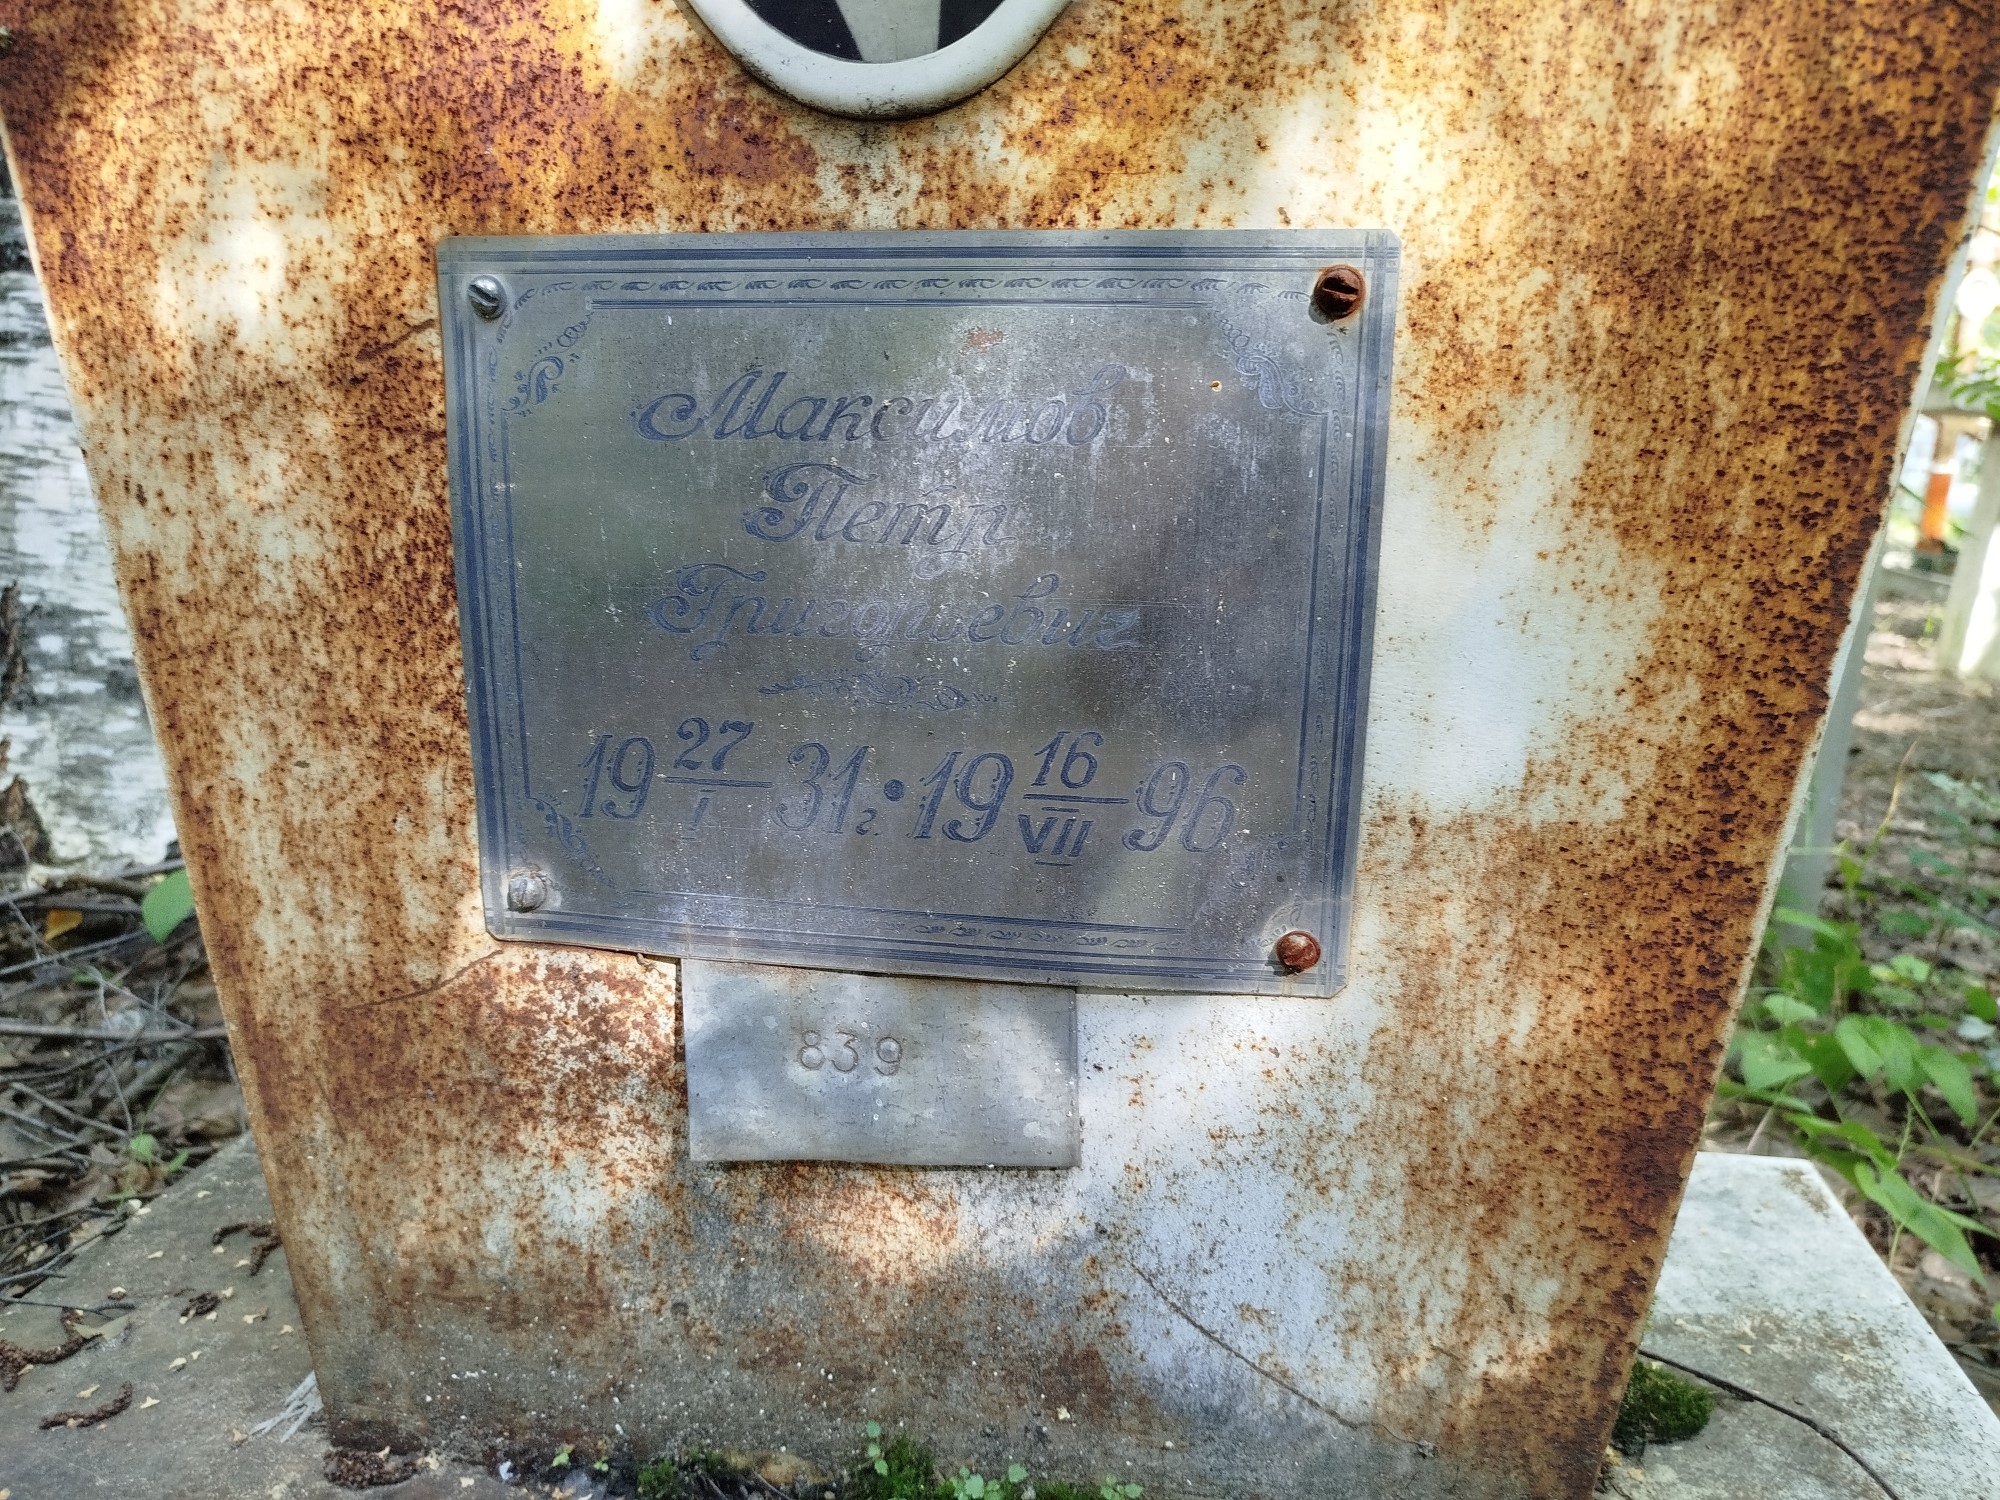 Максимов
Петр
Григорьевич
19 27/I 31г. • 19 16/VII 96
839